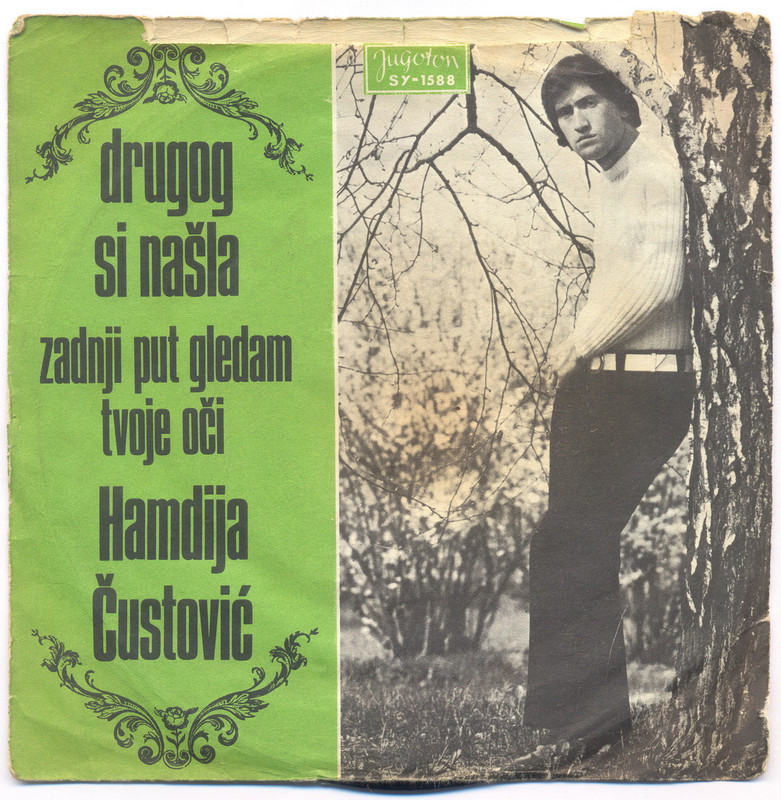 Jugoton
SY-1588
drugog
si našla
zadnji put gledam
tvoje oči
Hamdija
Čustović